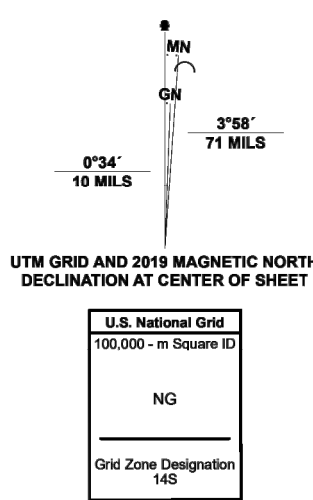 MN
GN
3°58´
71 MILS
0°34´
10 MILS
UTM GRID AND 2019 MAGNETIC NORTH
DECLINATION AT CENTER OF SHEET
U.S. National Grid
100,000 - m Square ID
NG
Grid Zone Designation
14S